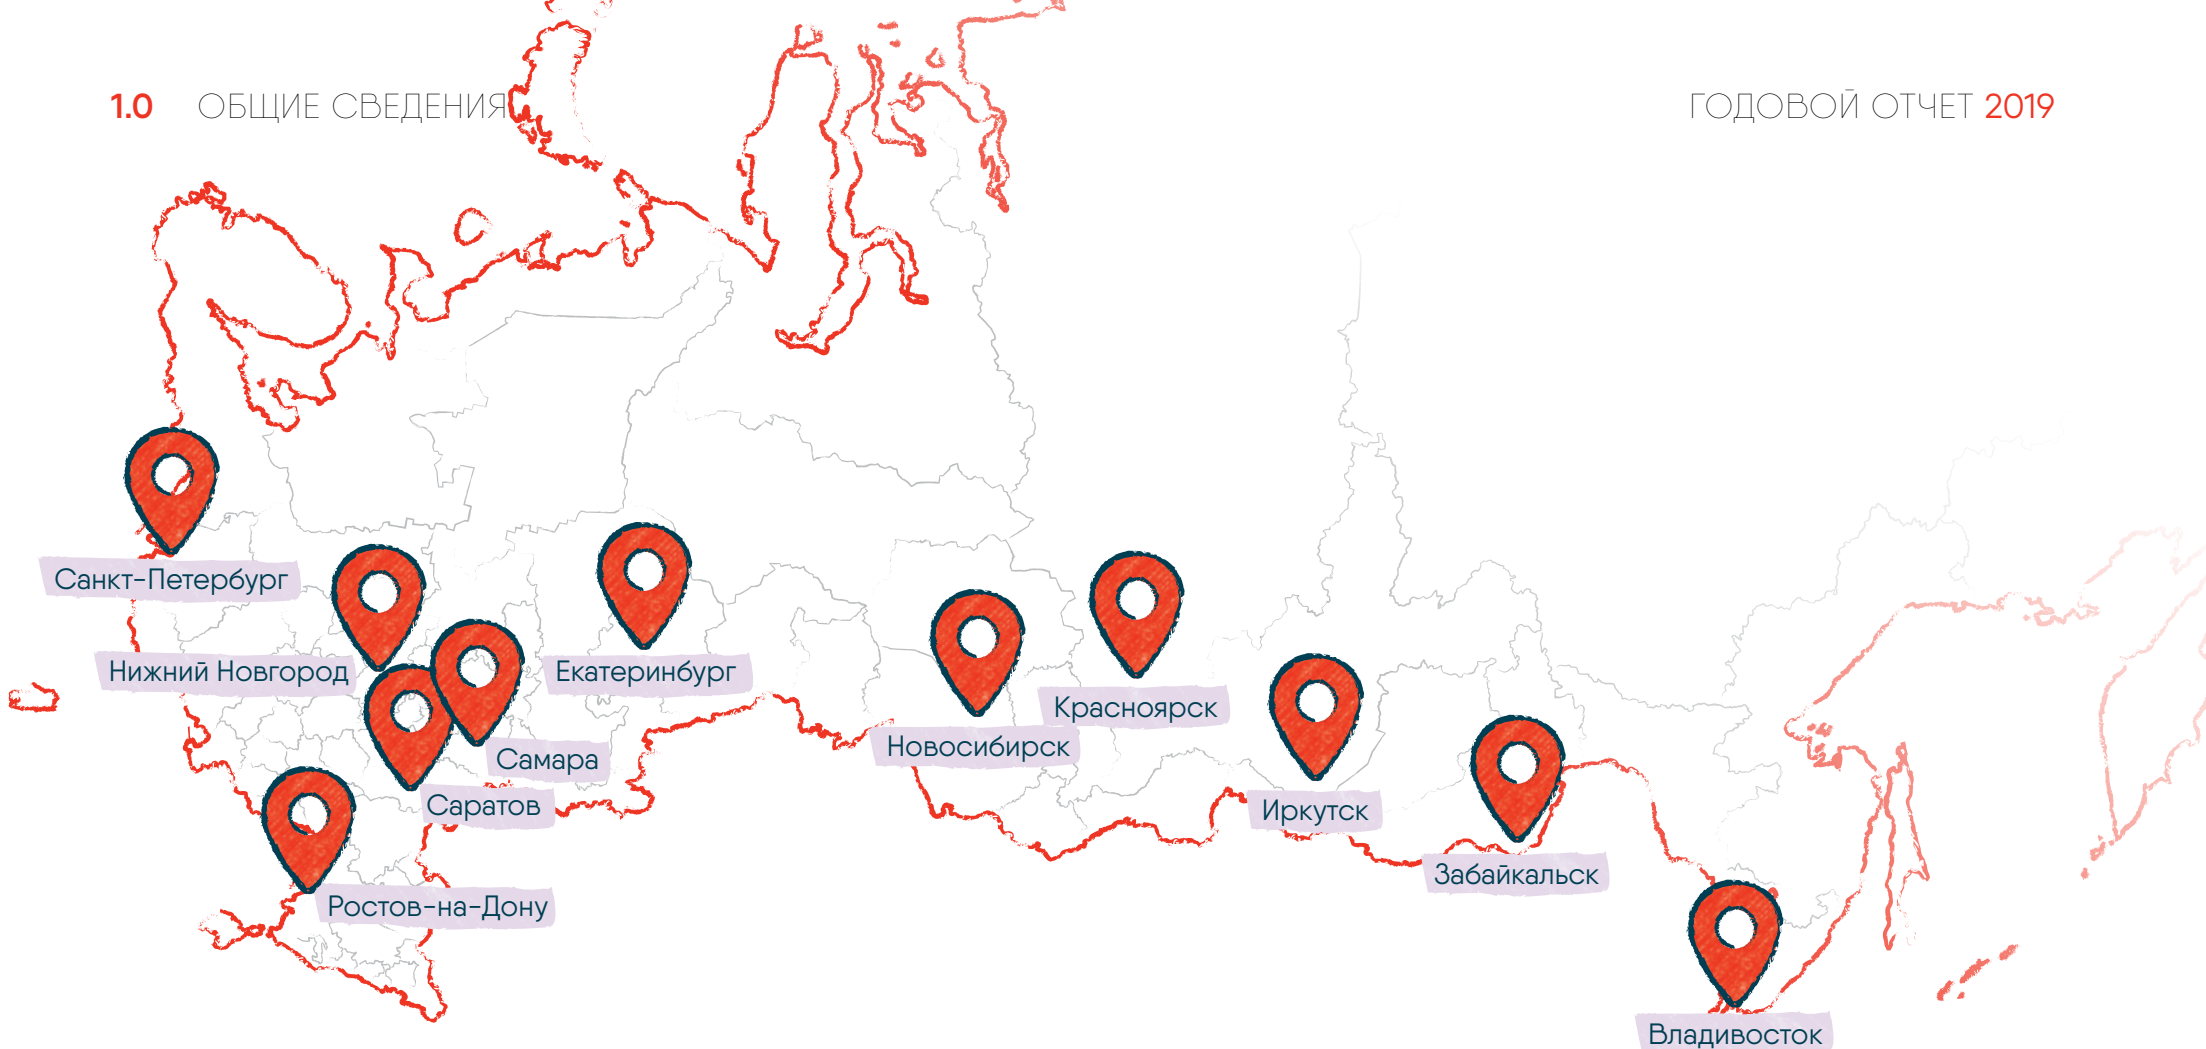 1.0 ОБЩИЕ СВЕДЕНИЯ
ГОДОВОЙ ОТЧЕТ 2019
Санкт-Петербург
Нижний Новгород
Екатеринбург
Красноярск
Новосибирск
Самара
Саратов
Иркутск
Забайкальск
Ростов-на-Дону
Владивосток